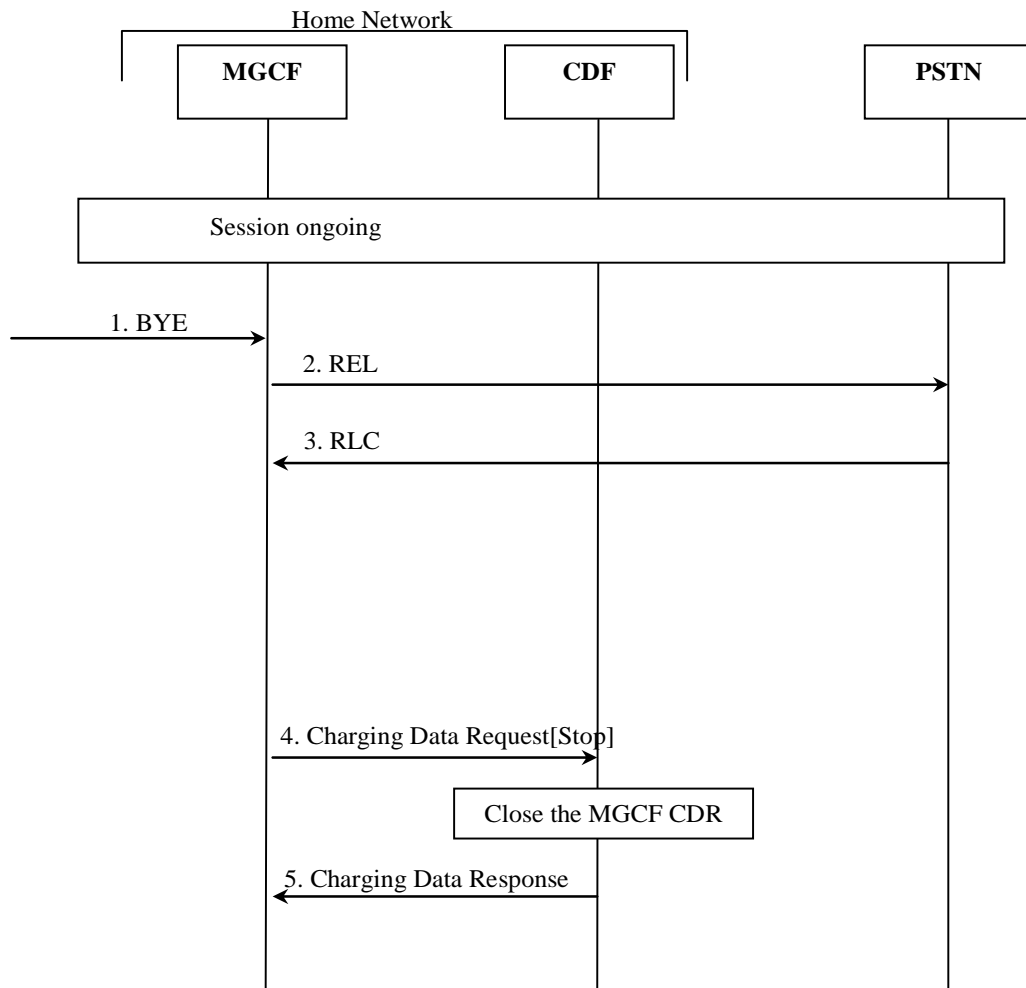 Home Network
MGCF
CDF
PSTN
Session ongoing
1. BYE
2. REL
3. RLC
4. Charging Data Request[Stop]
Close the MGCF CDR
5. Charging Data Response